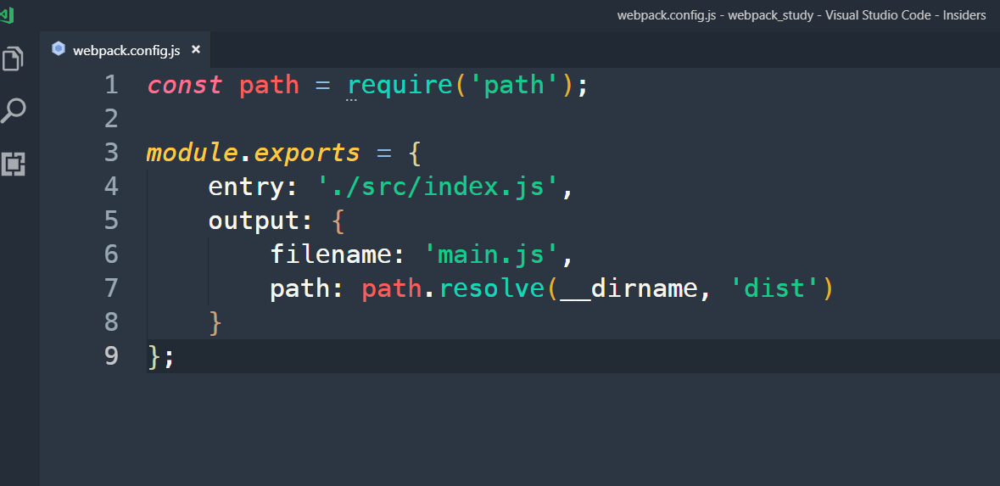 webpack.config.js - webpack_study - Visual Studio Code - Insiders
webpack.config.js ×
1 const path = require('path');
2
3 module.exports = {
4     entry: './src/index.js',
5     output: {
6         filename: 'main.js',
7         path: path.resolve(__dirname, 'dist')
8     }
9 };